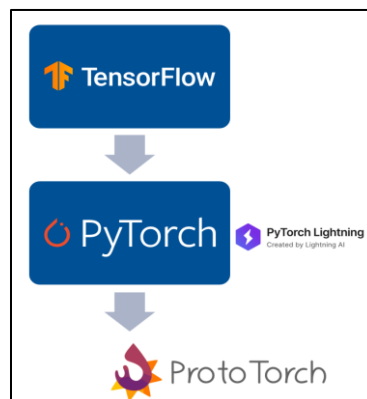 TensorFlow
PyTorch
PyTorch Lightning
Created by Lightning AI
ProtoTorch